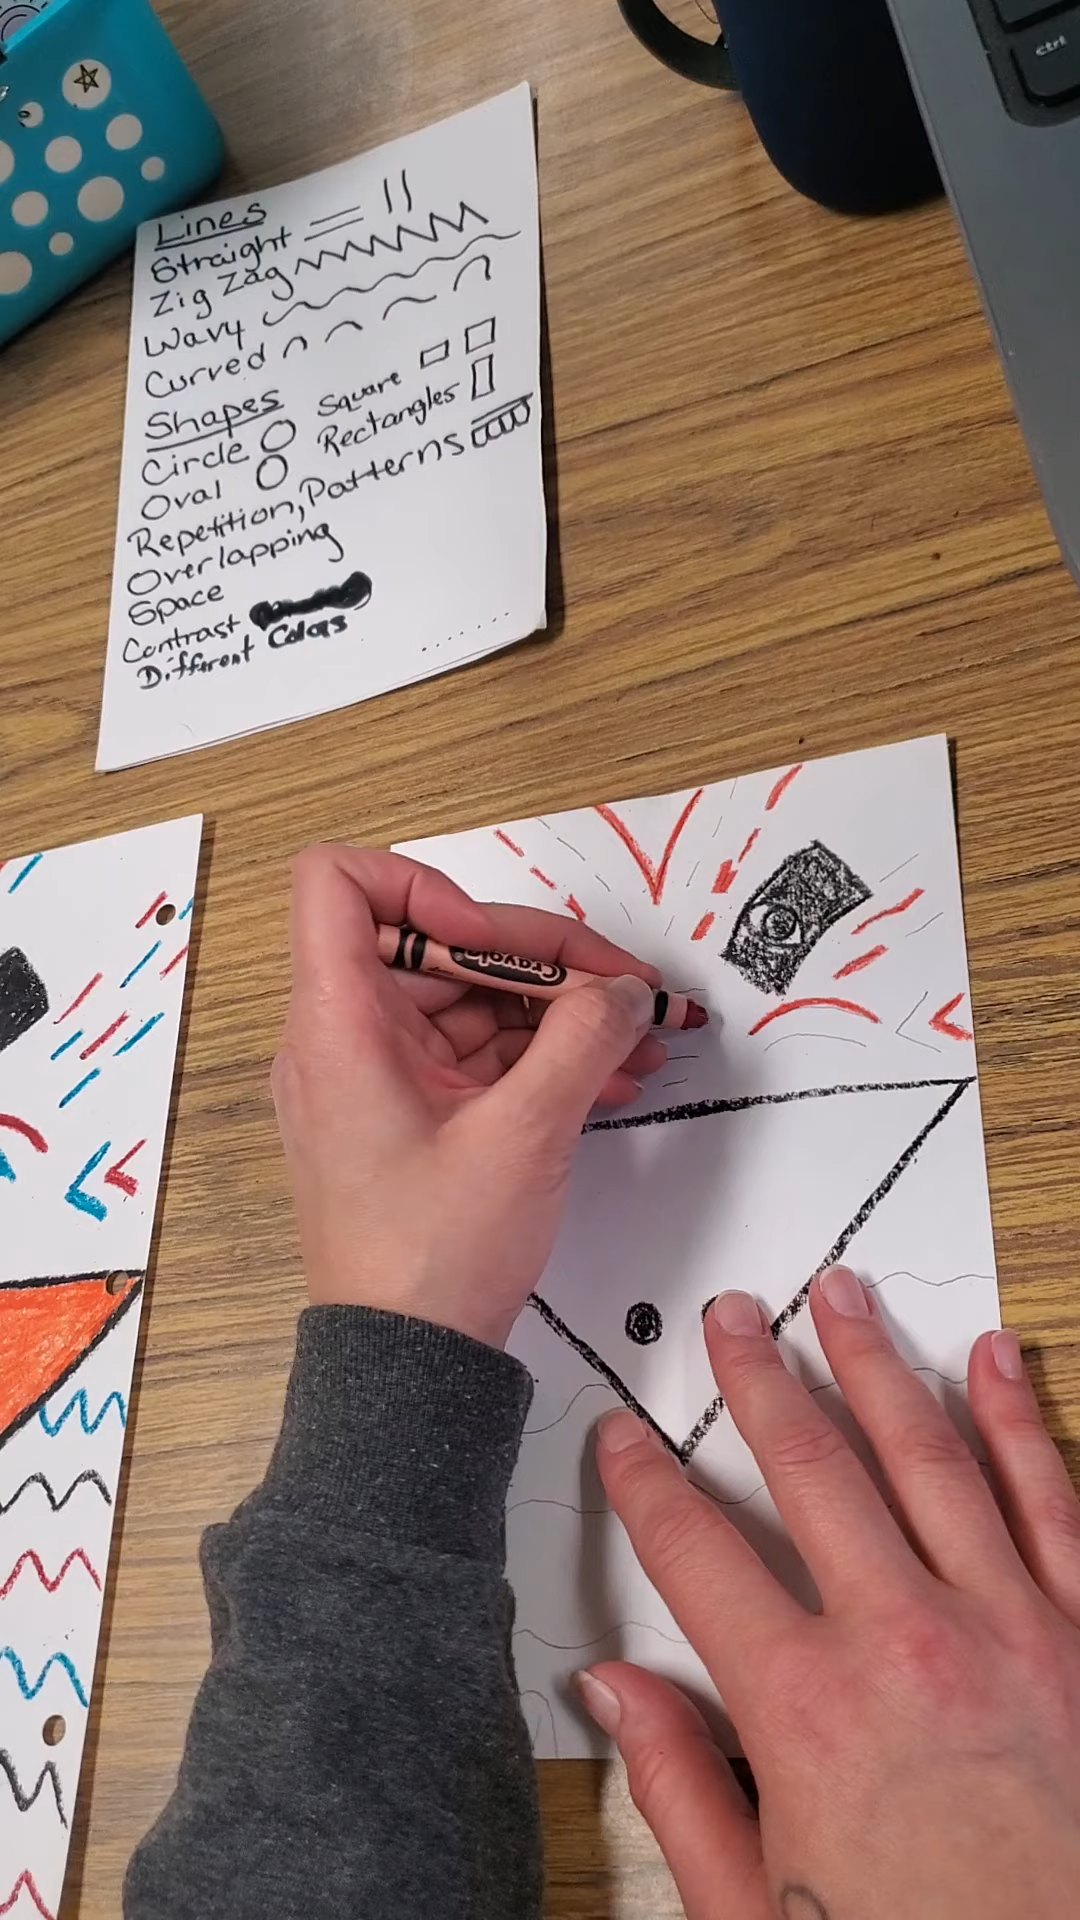 ctrl
Lines
Straight
Zig Zag
Wavy
Curved
Shapes
Circle Square
Oval Rectangles
Repetition, Patterns
Overlapping
Space
Contrast
Different Colors
Crayola